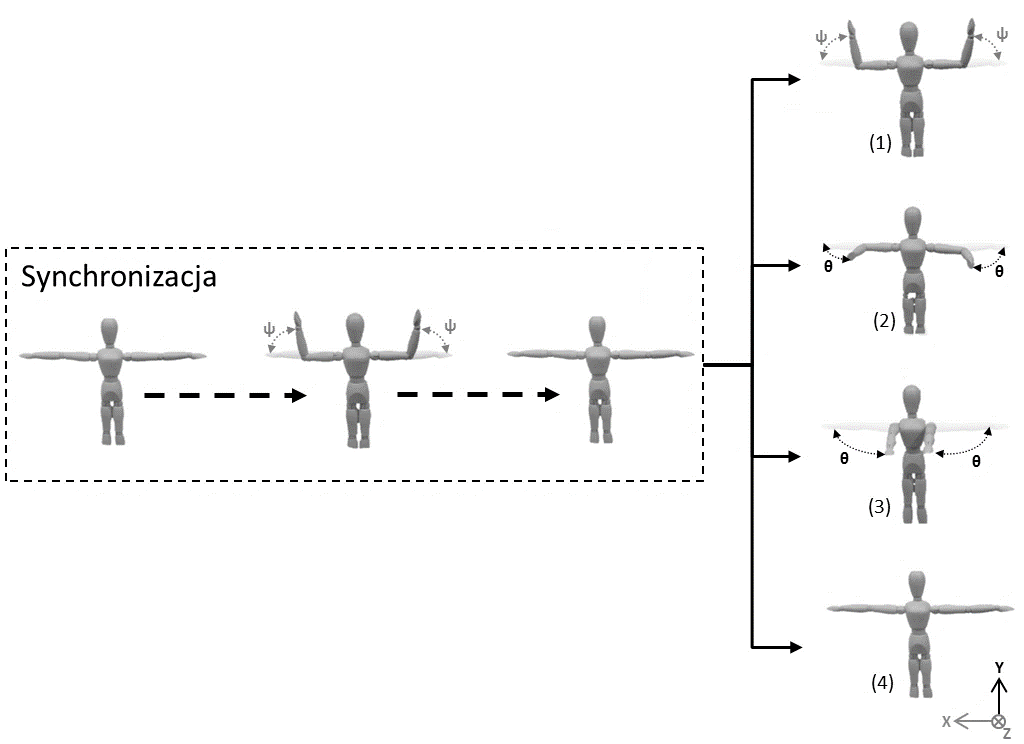 Synchronizacja
ψ ψ
ψ ψ
(1)
θ θ
(2)
θ θ
(3)
(4)
Y
X
Z